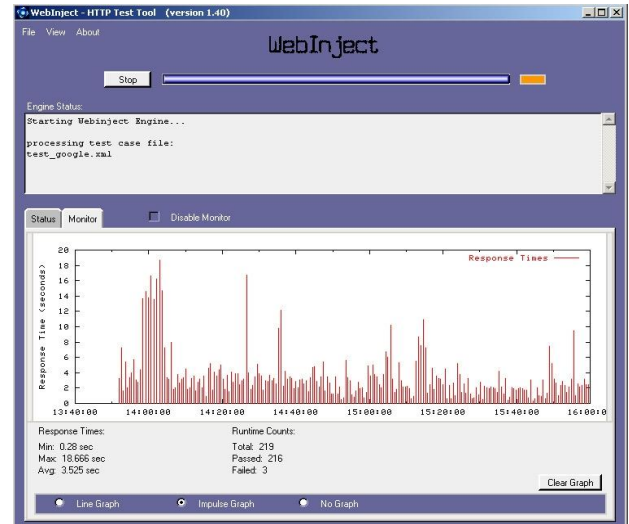 WebInject - HTTP Test Tool (version 1.40)
File View About
WebInject
Stop
Engine Status:
Starting Webinject Engine...
processing test case file:
test_google.xml
Status Monitor Disable Monitor
20
18
16
14
12
10
8
6
4
2
0
Response Time (seconds)
Response Times
13:40:00 14:00:00 14:20:00 14:40:00 15:00:00 15:20:00 15:40:00 16:00:0
Response Times: Runtime Counts:
Min: 0.28 sec Total: 219
Max: 18.666 sec Passed: 216
Avg: 3.525 sec Failed: 3
Clear Graph
Line Graph Impulse Graph No Graph